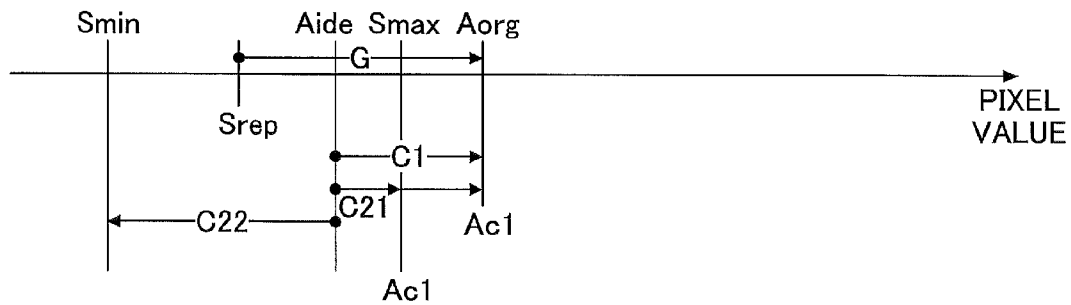 Smin Aide Smax Aorg
G
Srep
PIXEL
VALUE
C1
C21
C22
Ac1
Ac1